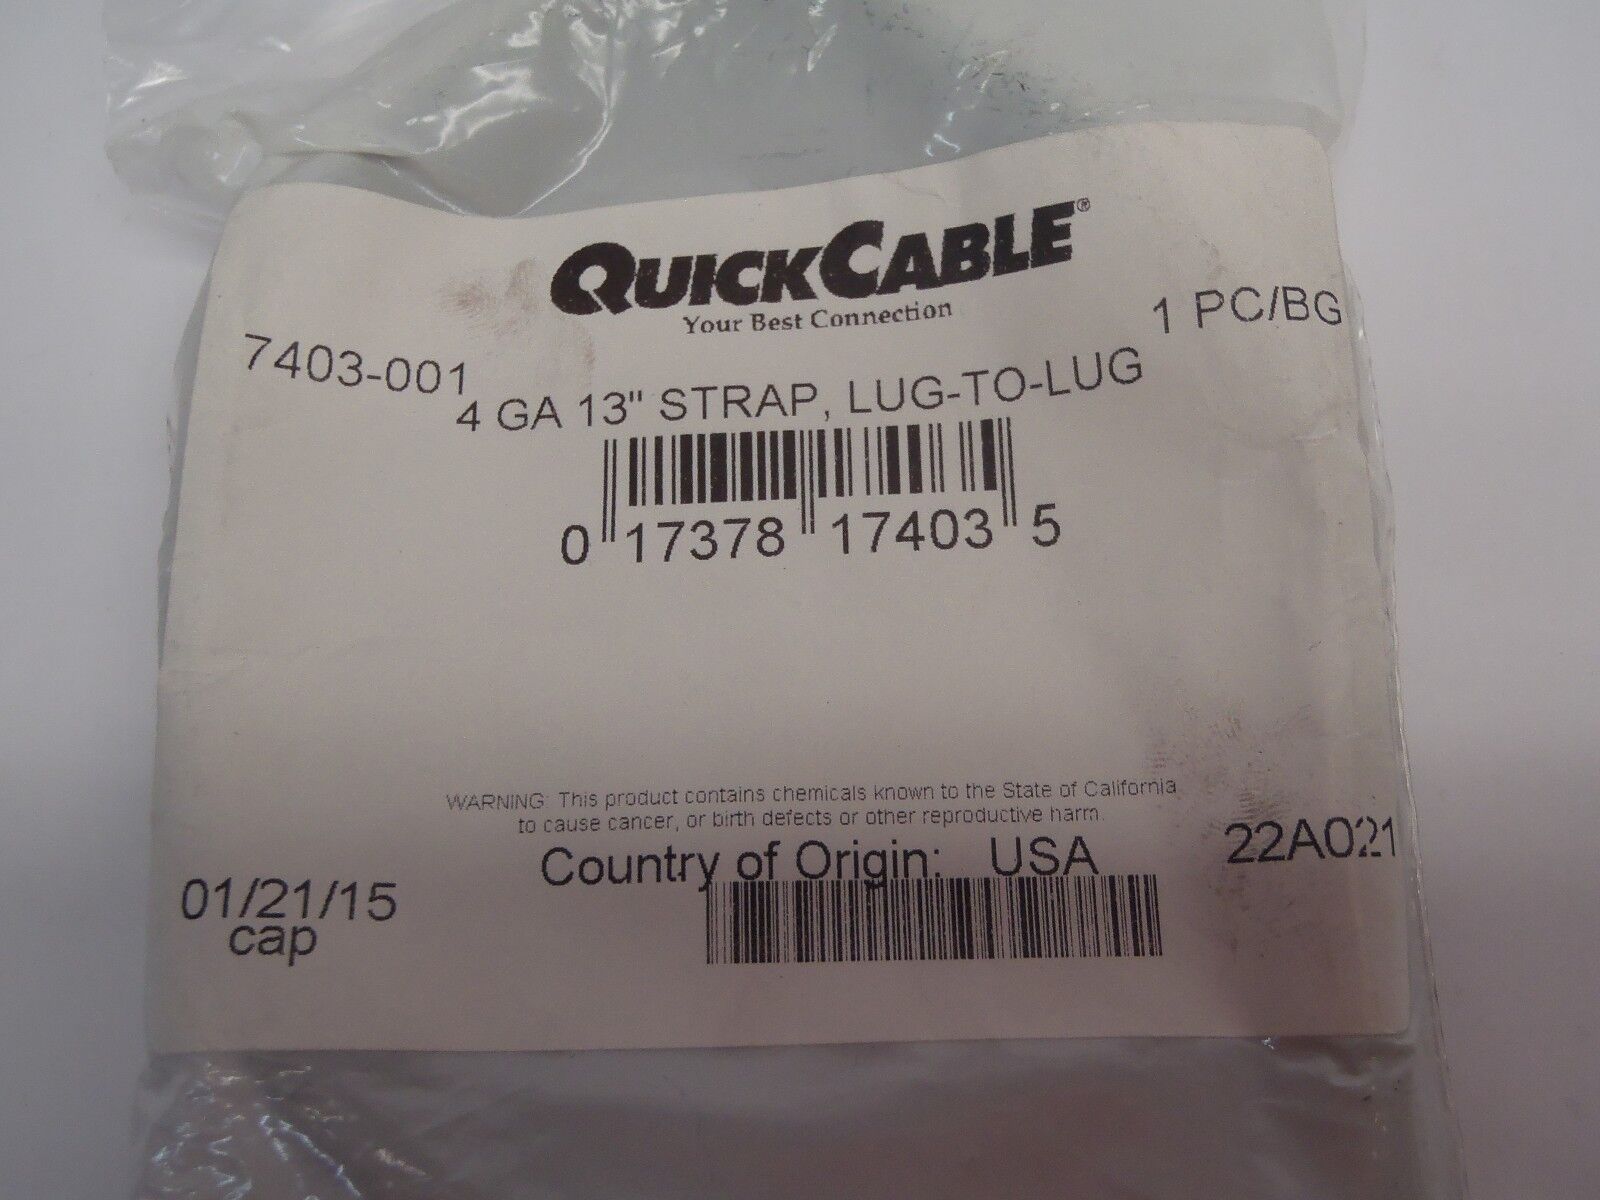 QUICKCABLE®
Your Best Connection
7403-001
1 PC/BG
4 GA 13" STRAP, LUG-TO-LUG
0 17378 17403 5
WARNING: This product contains chemicals known to the State of California
to cause cancer, or birth defects or other reproductive harm.
Country of Origin: USA
22A021
01/21/15
cap